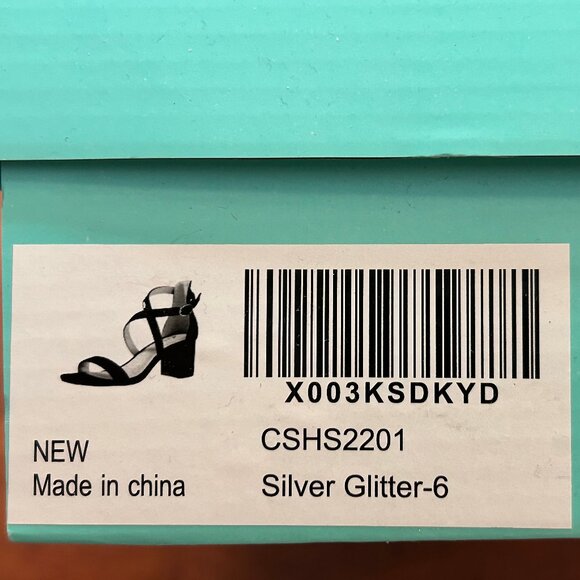 X003KSDKYD
CSHS2201
Silver Glitter-6
NEW
Made in china